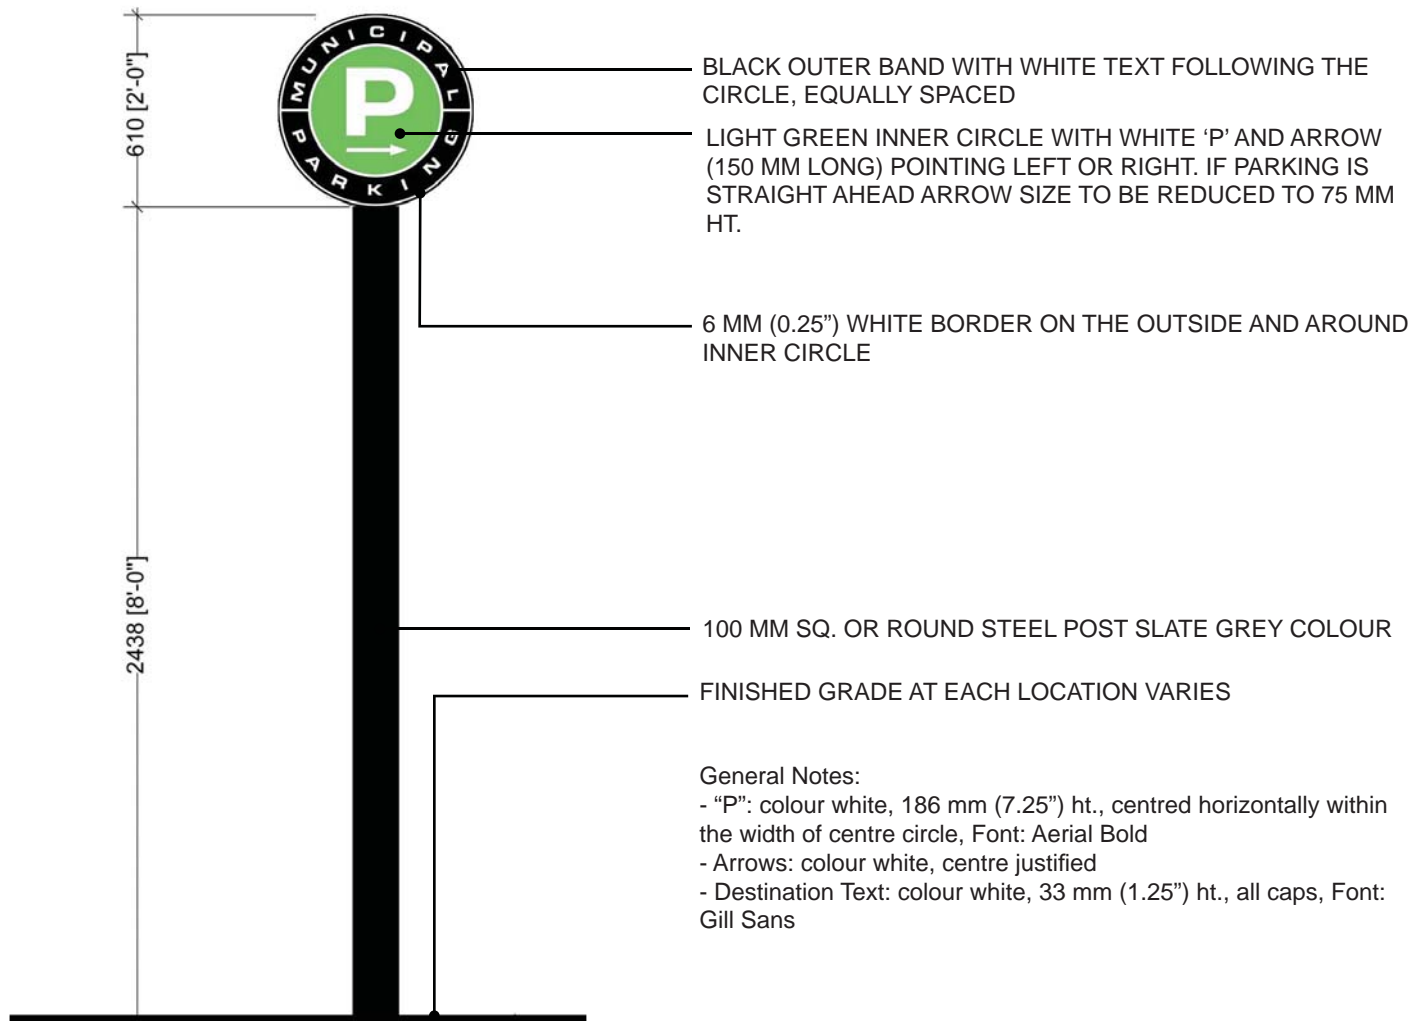 610 [2'-0"]
MUNICIPAL
P
PARKING
BLACK OUTER BAND WITH WHITE TEXT FOLLOWING THE
CIRCLE, EQUALLY SPACED
LIGHT GREEN INNER CIRCLE WITH WHITE ‘P’ AND ARROW
(150 MM LONG) POINTING LEFT OR RIGHT. IF PARKING IS
STRAIGHT AHEAD ARROW SIZE TO BE REDUCED TO 75 MM
HT.
6 MM (0.25”) WHITE BORDER ON THE OUTSIDE AND AROUND
INNER CIRCLE
2438 [8'-0"]
100 MM SQ. OR ROUND STEEL POST SLATE GREY COLOUR
FINISHED GRADE AT EACH LOCATION VARIES
General Notes:
- “P”: colour white, 186 mm (7.25”) ht., centred horizontally within
the width of centre circle, Font: Aerial Bold
- Arrows: colour white, centre justified
- Destination Text: colour white, 33 mm (1.25”) ht., all caps, Font:
Gill Sans